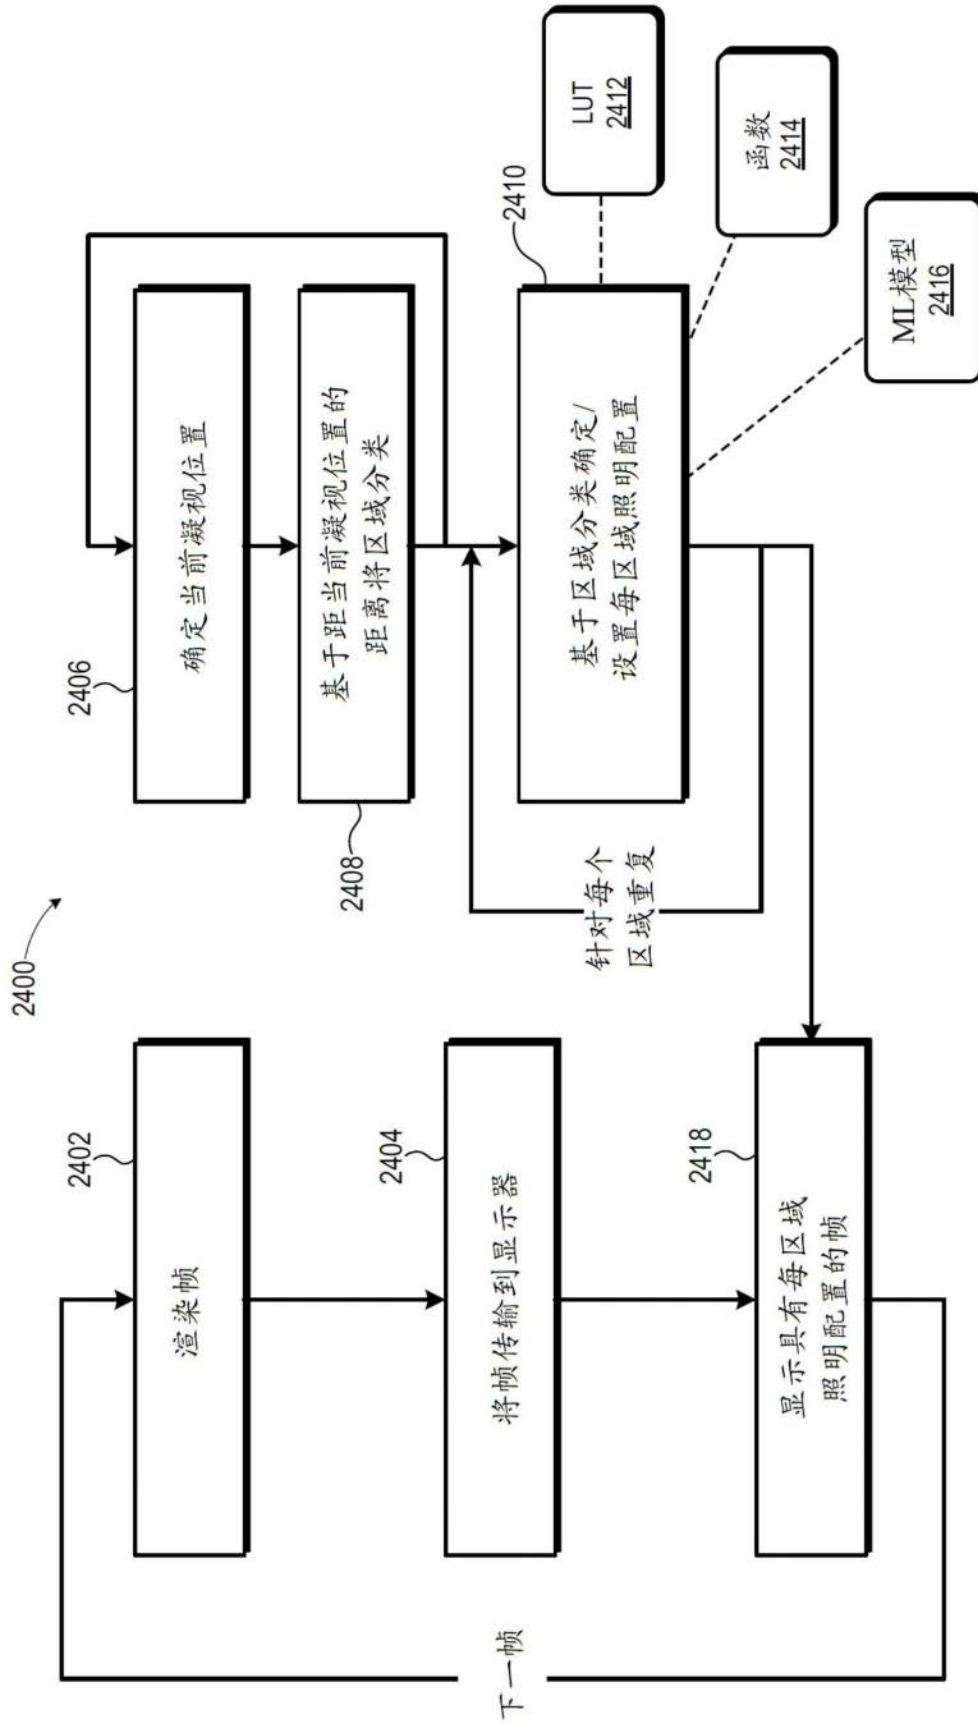 2400
2402
渲染帧
2404
将帧传输到显示器
2418
显示具有每区域
照明配置的帧
下一帧
2406
确定当前凝视位置
2408
基于距当前凝视位置的
距离将区域分类
2410
基于区域分类确定/
设置每区域照明配置
针对每个
区域重复
LUT
2412
函数
2414
ML模型
2416